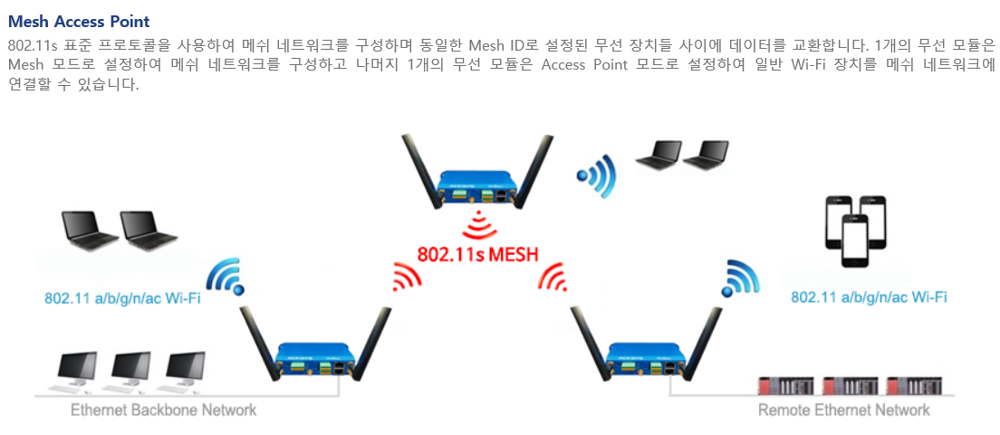 Mesh Access Point
802.11s 표준 프로토콜을 사용하여 메쉬 네트워크를 구성하며 동일한 Mesh ID로 설정된 무선 장치들 사이에 데이터를 교환합니다. 1개의 무선 모듈은
Mesh 모드로 설정하여 메쉬 네트워크를 구성하고 나머지 1개의 무선 모듈은 Access Point 모드로 설정하여 일반 Wi-Fi 장치를 메쉬 네트워크에
연결할 수 있습니다.
ACKSYS
802.11s MESH
802.11 a/b/g/n/ac Wi-Fi
802.11 a/b/g/n/ac Wi-Fi
ACKSYS
ACKSYS
Ethernet Backbone Network
Remote Ethernet Network